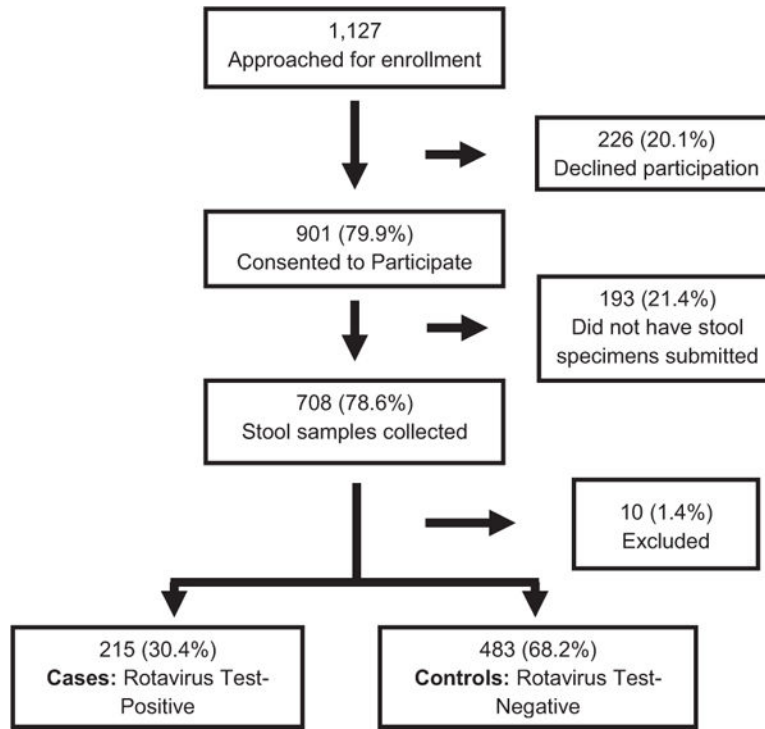 1,127
Approached for enrollment
226 (20.1%)
Declined participation
901 (79.9%)
Consented to Participate
193 (21.4%)
Did not have stool
specimens submitted
708 (78.6%)
Stool samples collected
10 (1.4%)
Excluded
215 (30.4%)
Cases: Rotavirus Test-
Positive
483 (68.2%)
Controls: Rotavirus Test-
Negative